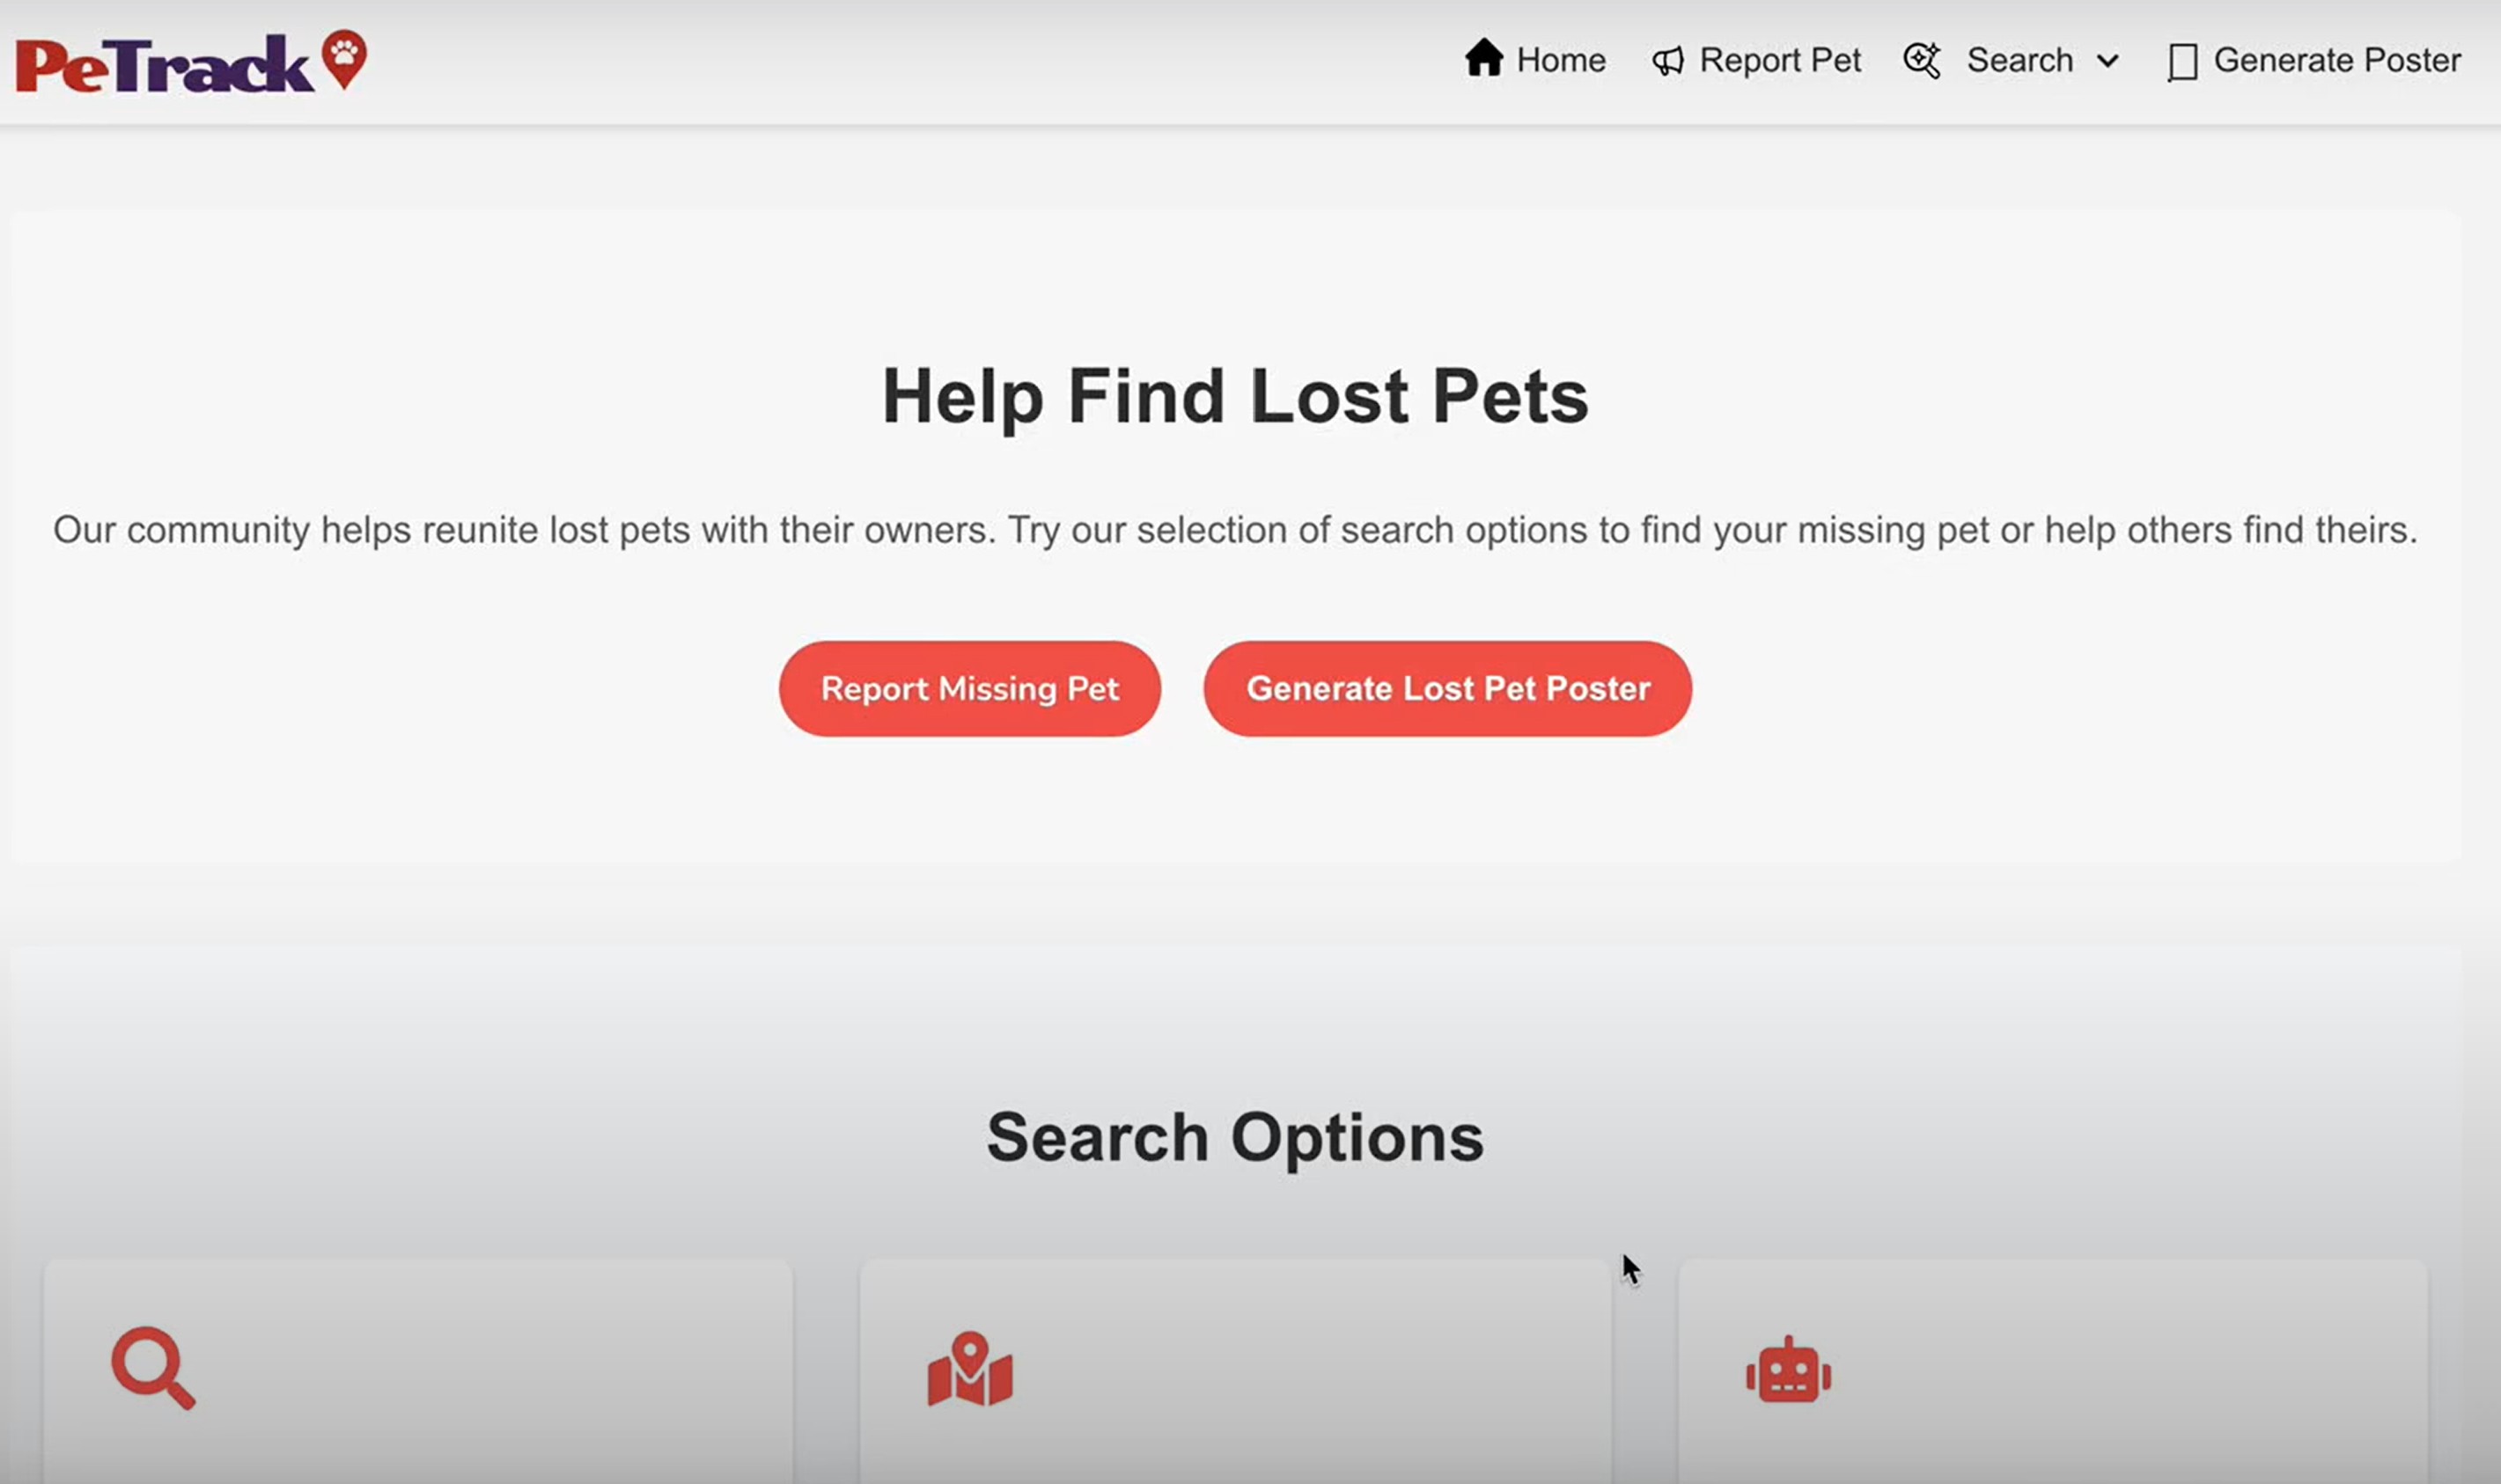 PeTrack
Home Report Pet Search Generate Poster
Help Find Lost Pets
Our community helps reunite lost pets with their owners. Try our selection of search options to find your missing pet or help others find theirs.
Report Missing Pet Generate Lost Pet Poster
Search Options